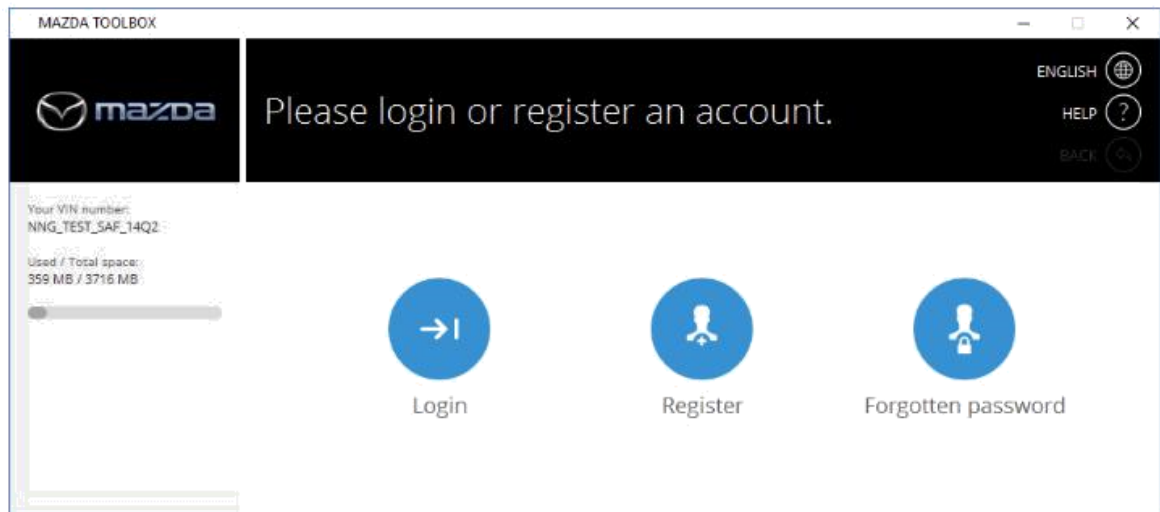 MAZDA TOOLBOX
mazda
Please login or register an account.
ENGLISH
HELP
?
BACK
Your VIN number:
NNG_TEST_SAF_14Q2
Used / Total space:
359 MB / 3716 MB
Login
Register
Forgotten password